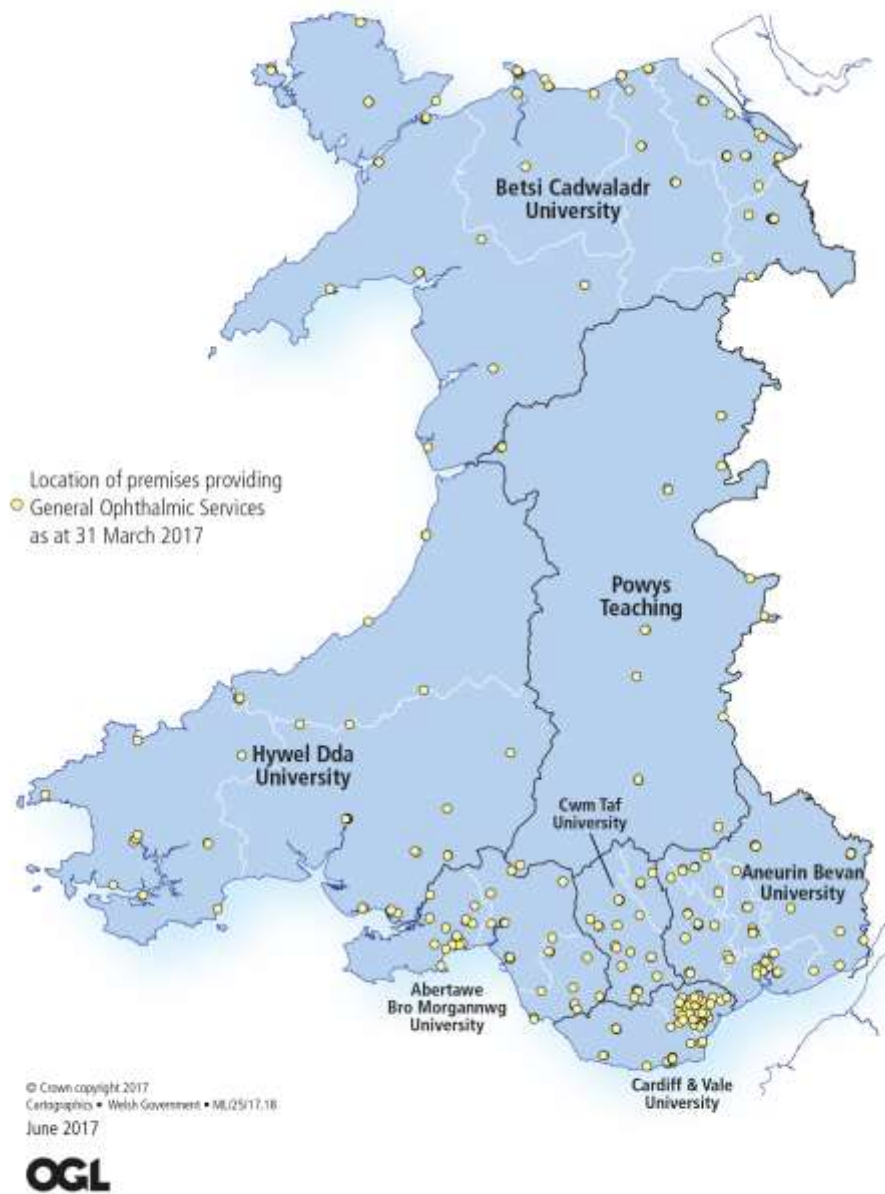 Betsi Cadwaladr
University
Location of premises providing
General Ophthalmic Services
as at 31 March 2017
Powys
Teaching
Hywel Dda
University
Cwm Taf
University
Aneurin Bevan
University
Abertawe
Bro Morgannwg
University
Cardiff & Vale
University
© Crown copyright 2017
Cartographics • Welsh Government • ML/25/17.18
June 2017
OGL